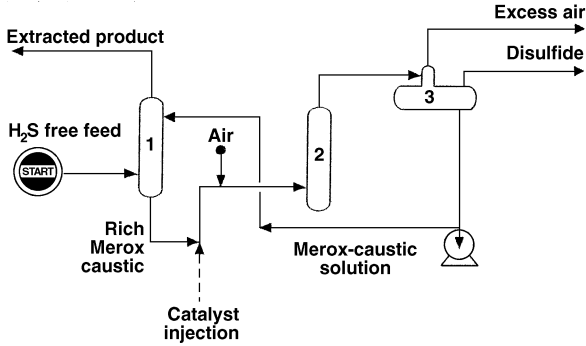 Excess air
Extracted product
Disulfide
3
H2S free feed
1
Air
2
START
Rich
Merox
caustic
Merox-caustic
solution
Catalyst
injection